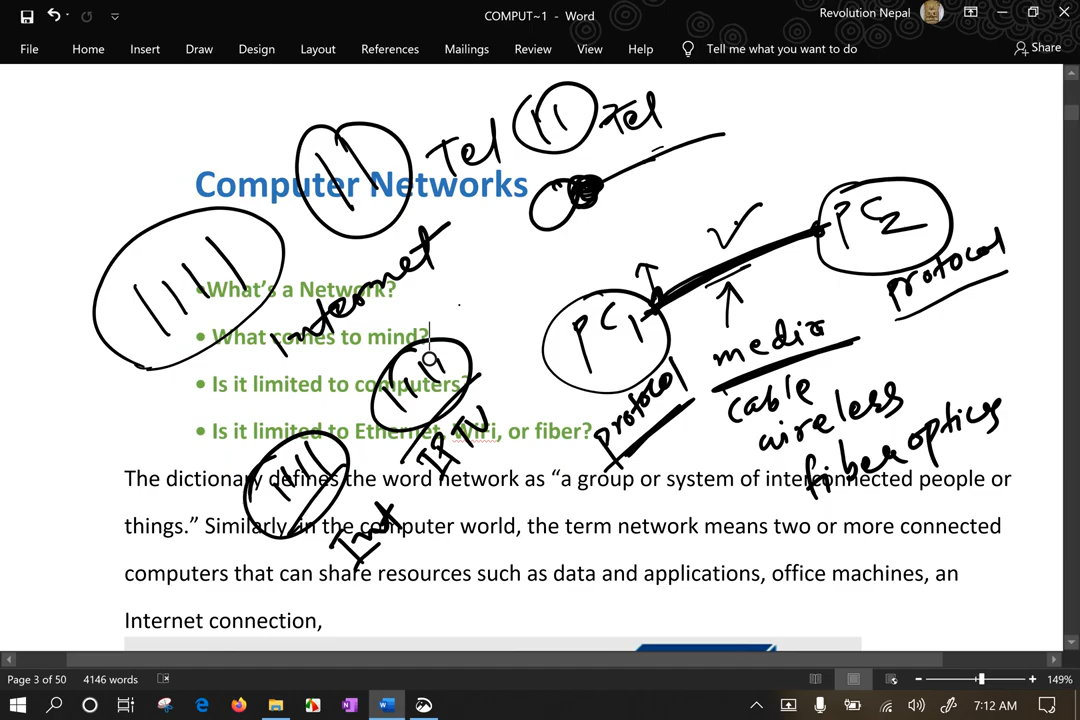 COMPUT~1 - Word
Revolution Nepal
File Home Insert Draw Design Layout References Mailings Review View Help Tell me what you want to do
Share
Tel Tel
Computer Networks
PC2
protocol
• What's a Network?
Internet
PC1
• What comes to mind?
media
protocol
• Is it limited to computers?
cable
wireless
• Is it limited to Ethernet, WiFi, or fiber?
IPTV
fiber optics
The dictionary defines the word network as “a group or system of interconnected people or
things.” Similarly, in the computer world, the term network means two or more connected
Int
computers that can share resources such as data and applications, office machines, an
Internet connection,
Page 3 of 50 4146 words
149%
7:12 AM